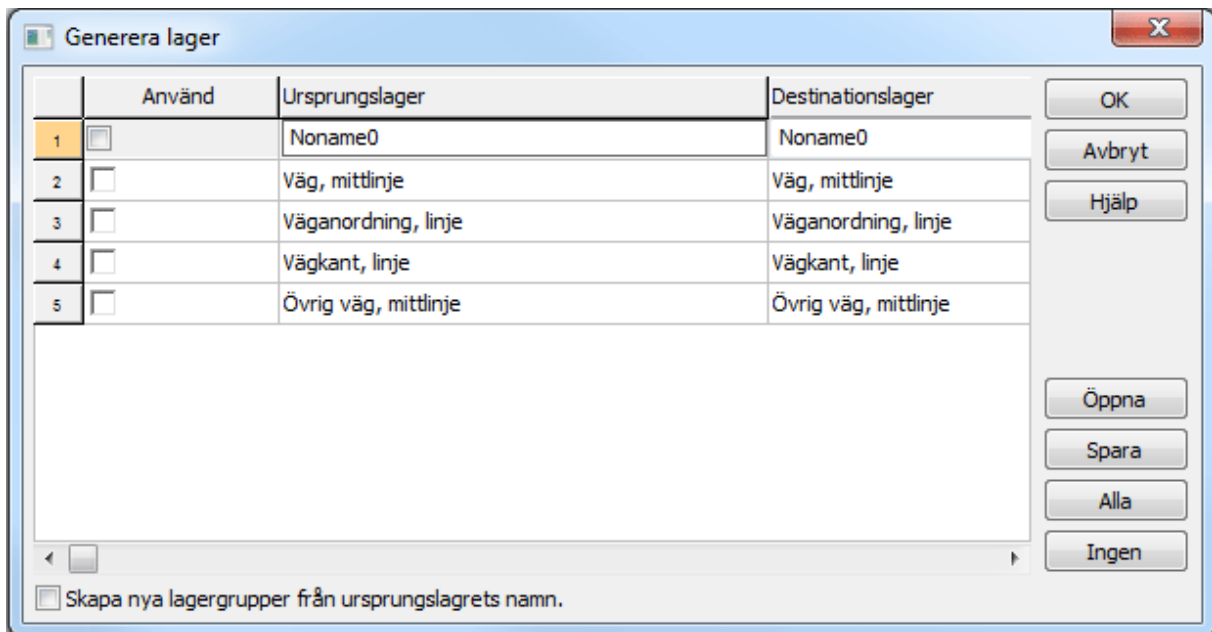 Generera lager
Använd Ursprungslager Destinationslager
1 Noname0 Noname0
2 Väg, mittlinje Väg, mittlinje
3 Väganordning, linje Väganordning, linje
4 Vägkant, linje Vägkant, linje
5 Övrig väg, mittlinje Övrig väg, mittlinje
OK
Avbryt
Hjälp
Öppna
Spara
Alla
Ingen
Skapa nya lagergrupper från ursprungslagrets namn.